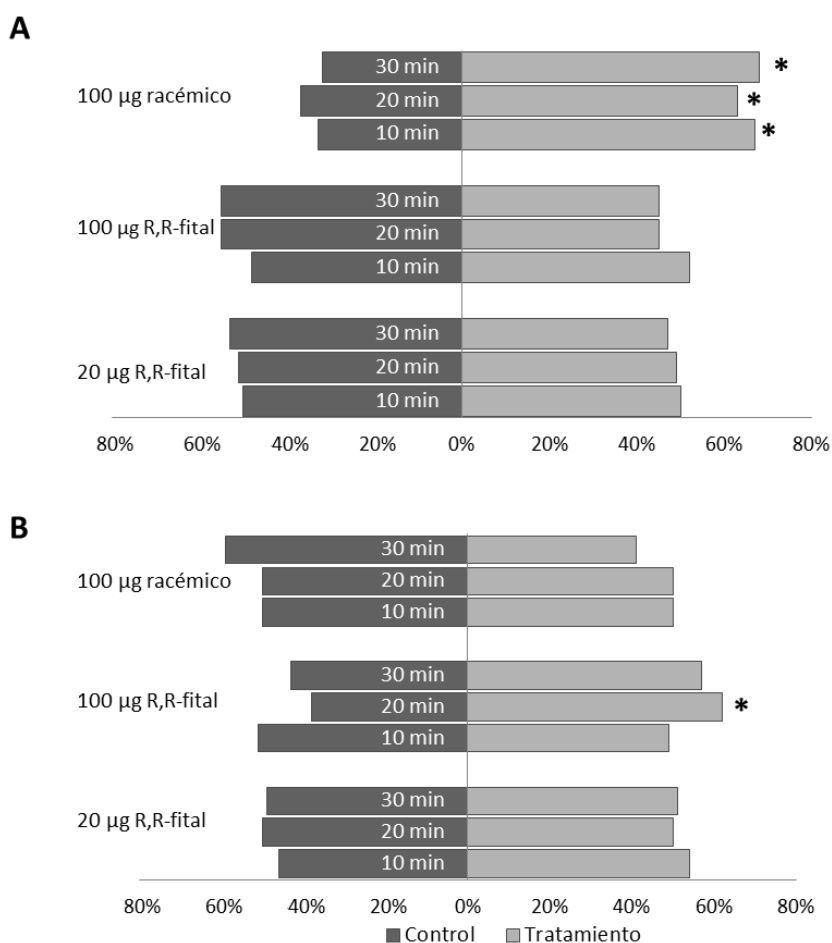 A
30 min *
100 µg racémico 20 min *
10 min *
30 min
100 µg R,R-fital 20 min
10 min
30 min
20 µg R,R-fital 20 min
10 min
80% 60% 40% 20% 0% 20% 40% 60% 80%
B
30 min
100 µg racémico 20 min
10 min
30 min
100 µg R,R-fital 20 min *
10 min
30 min
20 µg R,R-fital 20 min
10 min
80% 60% 40% 20% 0% 20% 40% 60% 80%
Control Tratamiento